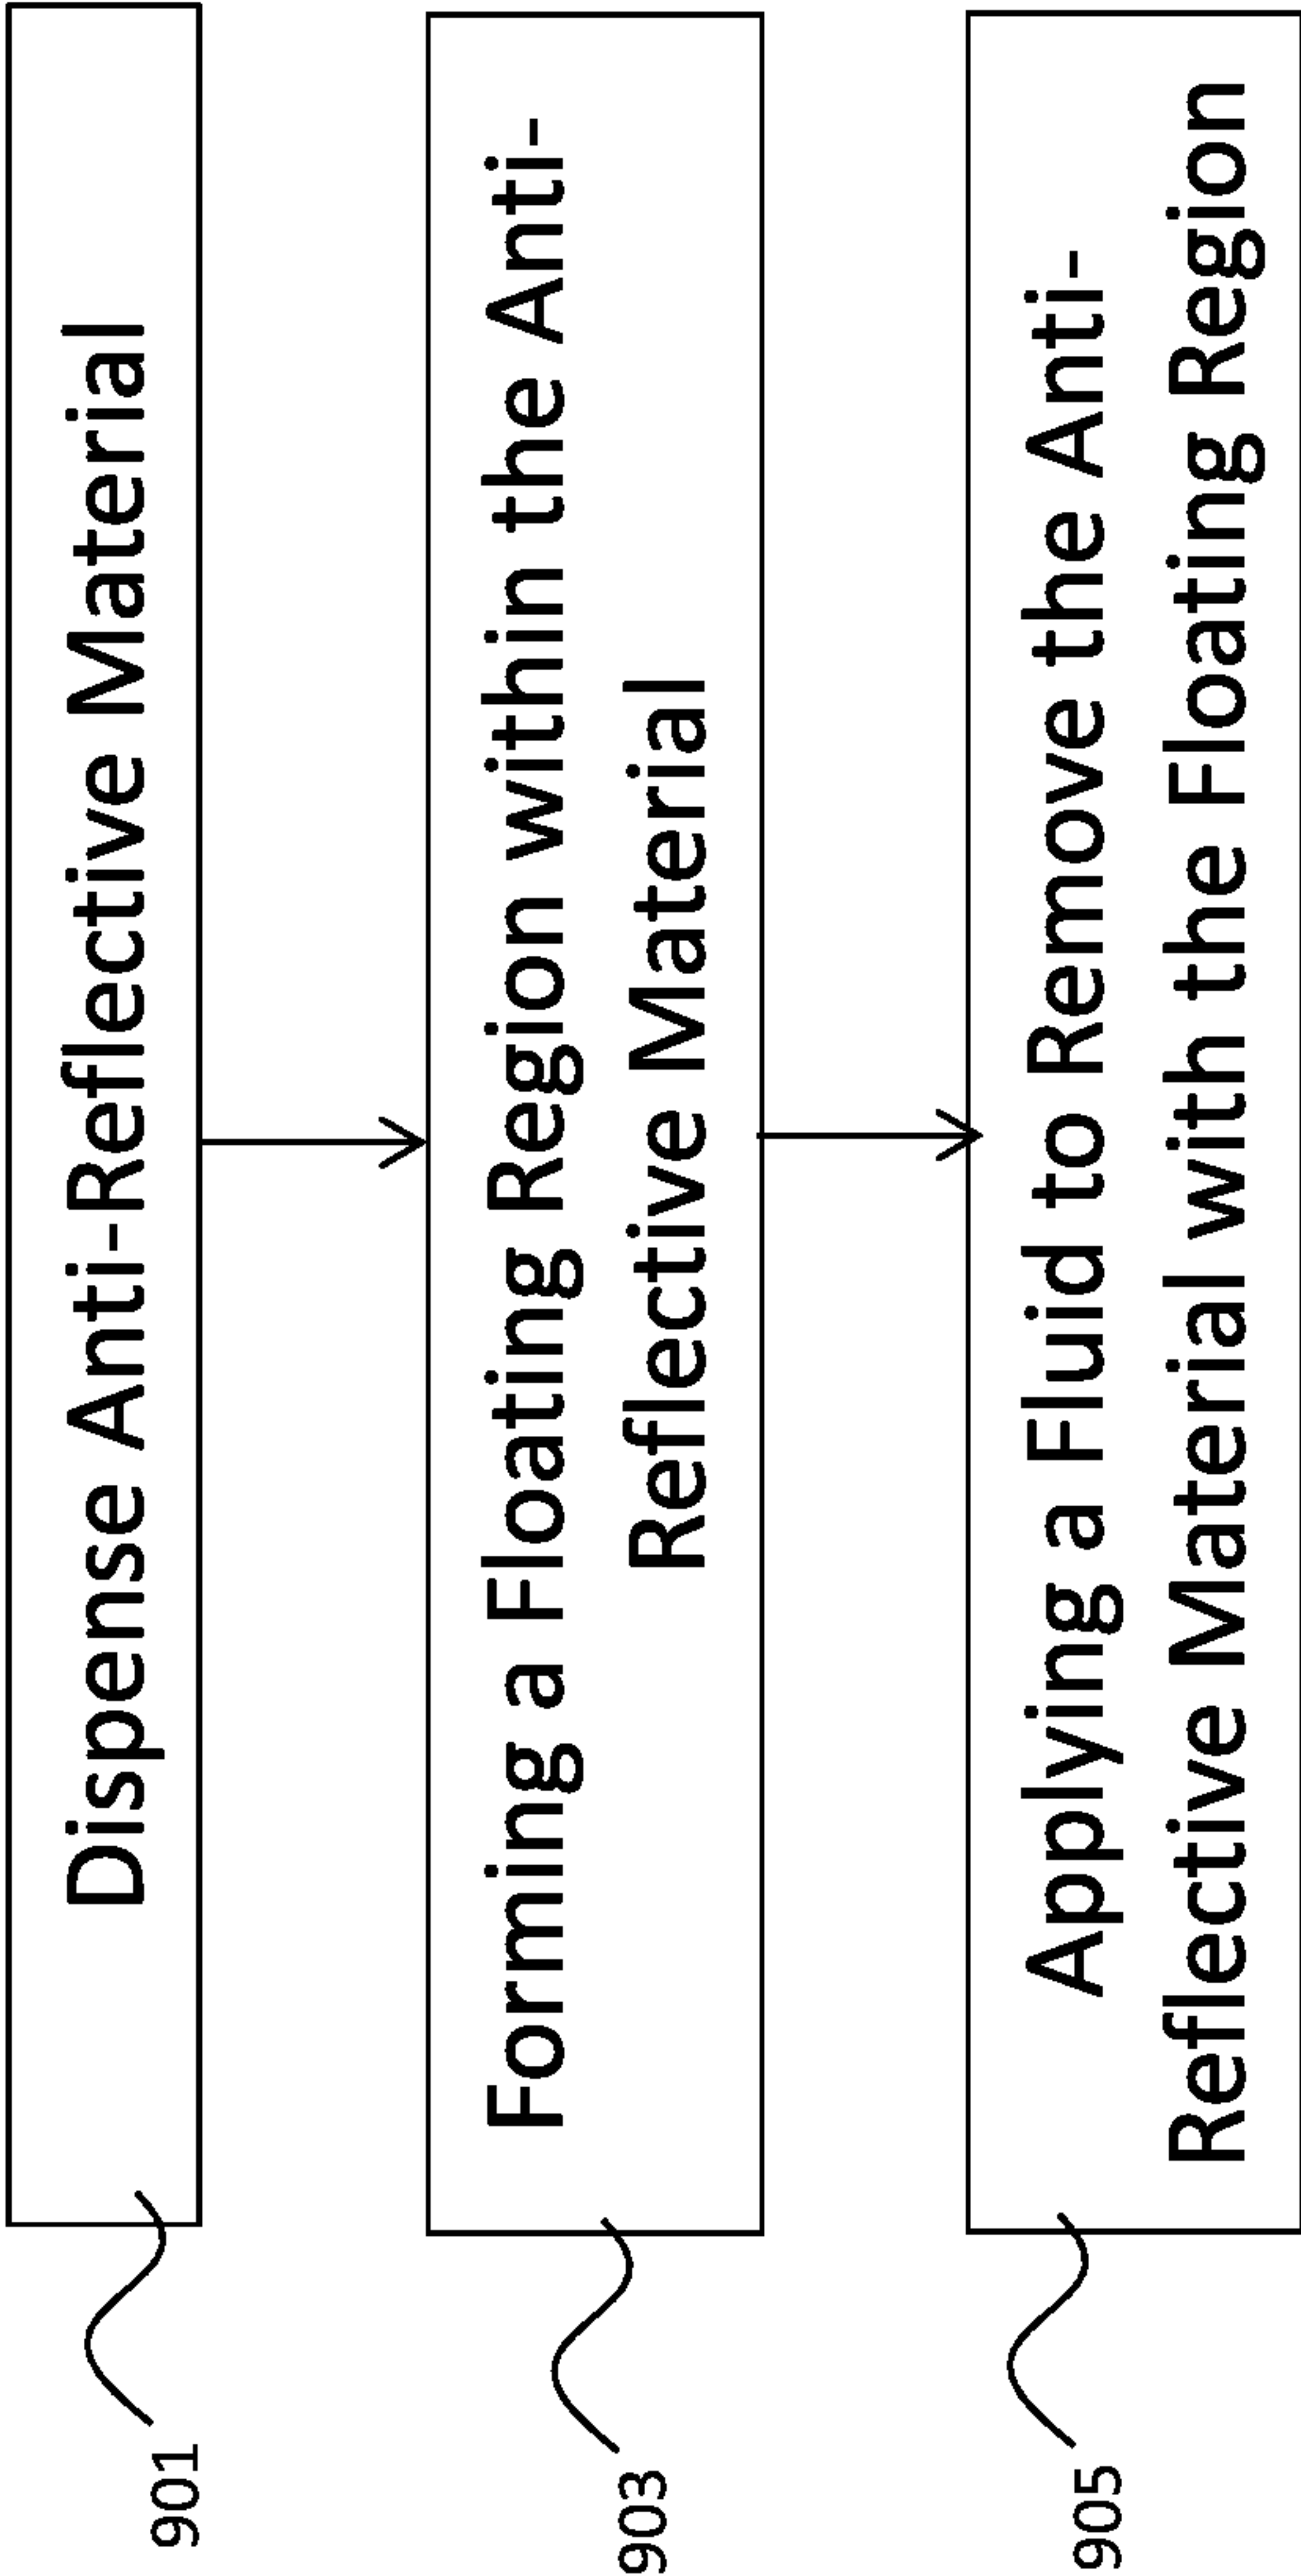 Dispense Anti-Reflective Material
901
Forming a Floating Region within the Anti-
Reflective Material
903
Applying a Fluid to Remove the Anti-
Reflective Material with the Floating Region
905